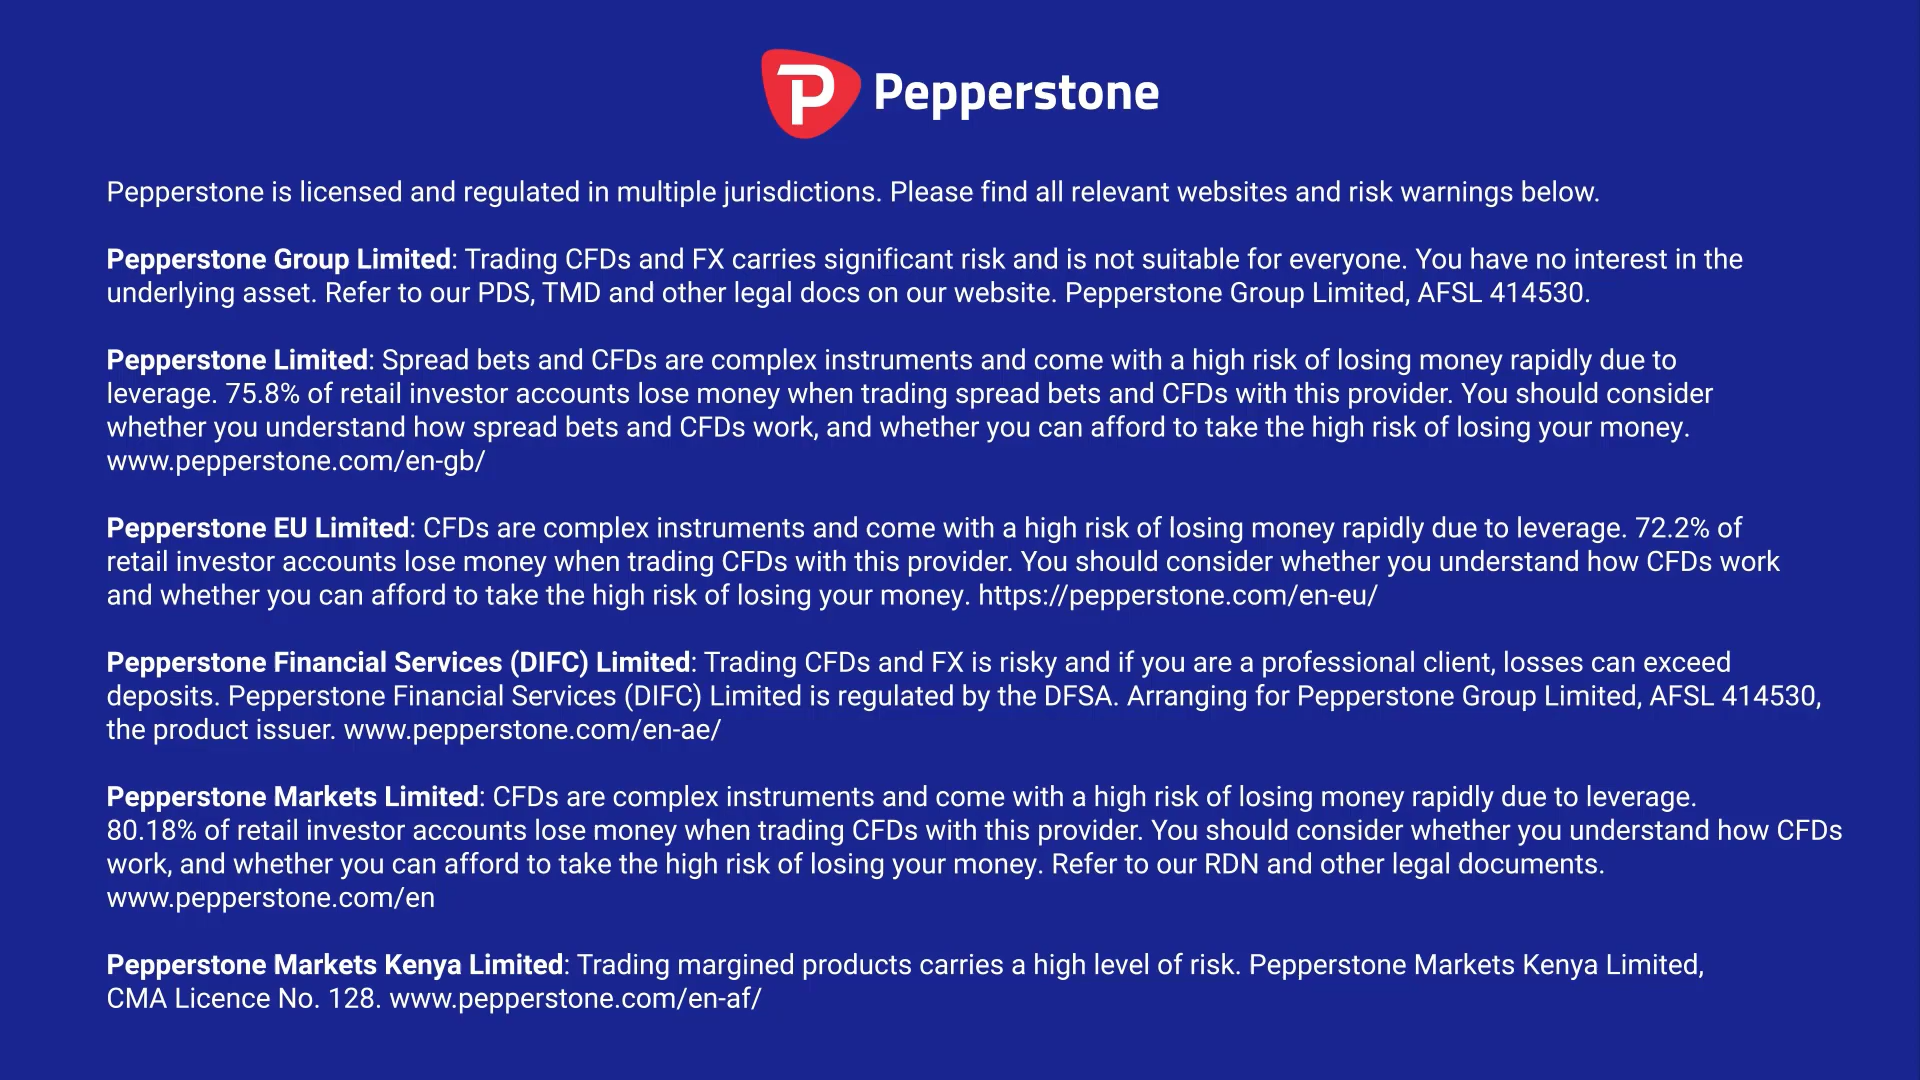 Pepperstone
Pepperstone is licensed and regulated in multiple jurisdictions. Please find all relevant websites and risk warnings below.
Pepperstone Group Limited: Trading CFDs and FX carries significant risk and is not suitable for everyone. You have no interest in the
underlying asset. Refer to our PDS, TMD and other legal docs on our website. Pepperstone Group Limited, AFSL 414530.
Pepperstone Limited: Spread bets and CFDs are complex instruments and come with a high risk of losing money rapidly due to
leverage. 75.8% of retail investor accounts lose money when trading spread bets and CFDs with this provider. You should consider
whether you understand how spread bets and CFDs work, and whether you can afford to take the high risk of losing your money.
www.pepperstone.com/en-gb/
Pepperstone EU Limited: CFDs are complex instruments and come with a high risk of losing money rapidly due to leverage. 72.2% of
retail investor accounts lose money when trading CFDs with this provider. You should consider whether you understand how CFDs work
and whether you can afford to take the high risk of losing your money. https://pepperstone.com/en-eu/
Pepperstone Financial Services (DIFC) Limited: Trading CFDs and FX is risky and if you are a professional client, losses can exceed
deposits. Pepperstone Financial Services (DIFC) Limited is regulated by the DFSA. Arranging for Pepperstone Group Limited, AFSL 414530,
the product issuer. www.pepperstone.com/en-ae/
Pepperstone Markets Limited: CFDs are complex instruments and come with a high risk of losing money rapidly due to leverage.
80.18% of retail investor accounts lose money when trading CFDs with this provider. You should consider whether you understand how CFDs
work, and whether you can afford to take the high risk of losing your money. Refer to our RDN and other legal documents.
www.pepperstone.com/en
Pepperstone Markets Kenya Limited: Trading margined products carries a high level of risk. Pepperstone Markets Kenya Limited,
CMA Licence No. 128. www.pepperstone.com/en-af/